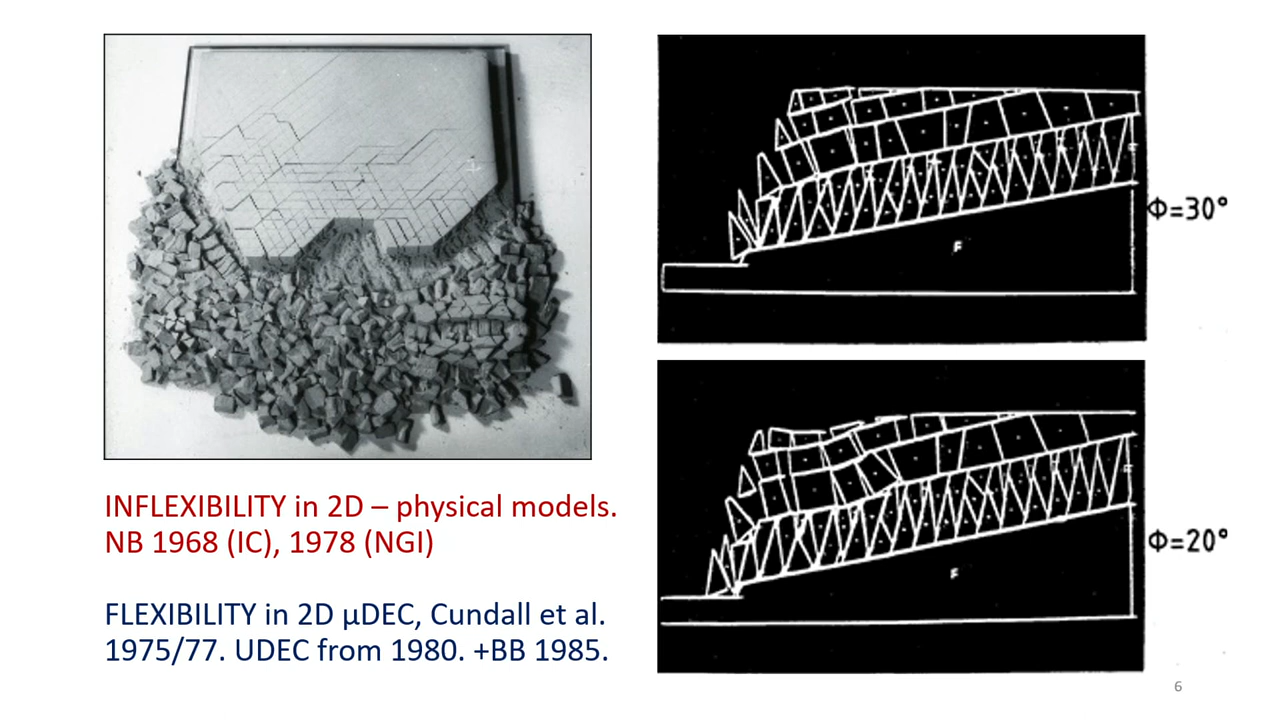 INFLEXIBILITY in 2D – physical models.
NB 1968 (IC), 1978 (NGI)
FLEXIBILITY in 2D µDEC, Cundall et al.
1975/77. UDEC from 1980. +BB 1985.
F
F
Φ=30°
F
F
Φ=20°
6